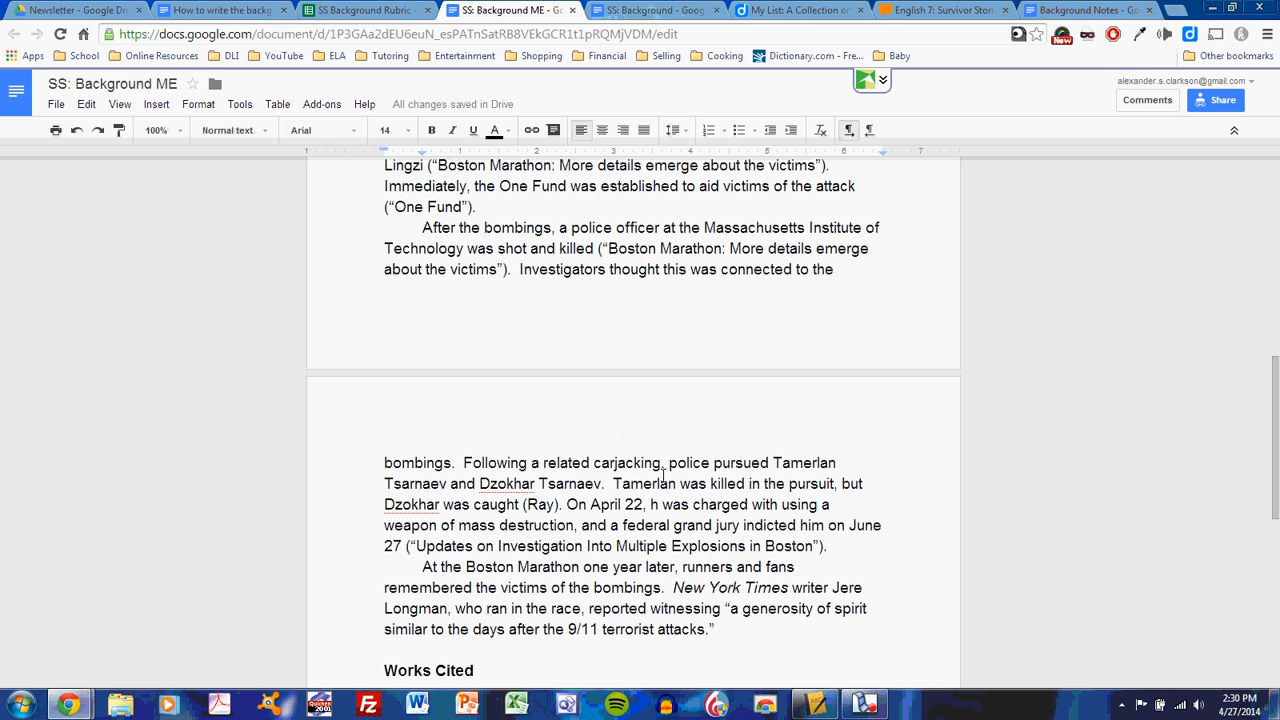 Newsletter - Google Dri
How to write the backg
SS Background Rubric -
SS: Background ME - Go
SS: Background - Goog
My List: A Collection on
English 7: Survivor Stori
Background Notes - Go
https://docs.google.com/document/d/1P3GAa2dEU6euN_esPATnSatRB8VEkGCR1t1pRQMjVDM/edit
New
Apps School Online Resources DLI YouTube ELA Tutoring Entertainment Shopping Financial Selling Cooking Dictionary.com - Fre... Baby Other bookmarks
SS: Background ME
alexander.s.clarkson@gmail.com
File Edit View Insert Format Tools Table Add-ons Help All changes saved in Drive
Comments Share
100% Normal text Arial 14 B I U A
1 1 2 3 4 5 6 7
Lingzi (“Boston Marathon: More details emerge about the victims”).
Immediately, the One Fund was established to aid victims of the attack
(“One Fund”).
After the bombings, a police officer at the Massachusetts Institute of
Technology was shot and killed (“Boston Marathon: More details emerge
about the victims”).  Investigators thought this was connected to the
bombings.  Following a related carjacking, police pursued Tamerlan
Tsarnaev and Dzokhar Tsarnaev.  Tamerlan was killed in the pursuit, but
Dzokhar was caught (Ray). On April 22, h was charged with using a
weapon of mass destruction, and a federal grand jury indicted him on June
27 (“Updates on Investigation Into Multiple Explosions in Boston”).
At the Boston Marathon one year later, runners and fans
remembered the victims of the bombings.  New York Times writer Jere
Longman, who ran in the race, reported witnessing “a generosity of spirit
similar to the days after the 9/11 terrorist attacks.”
Works Cited
2:30 PM
4/27/2014